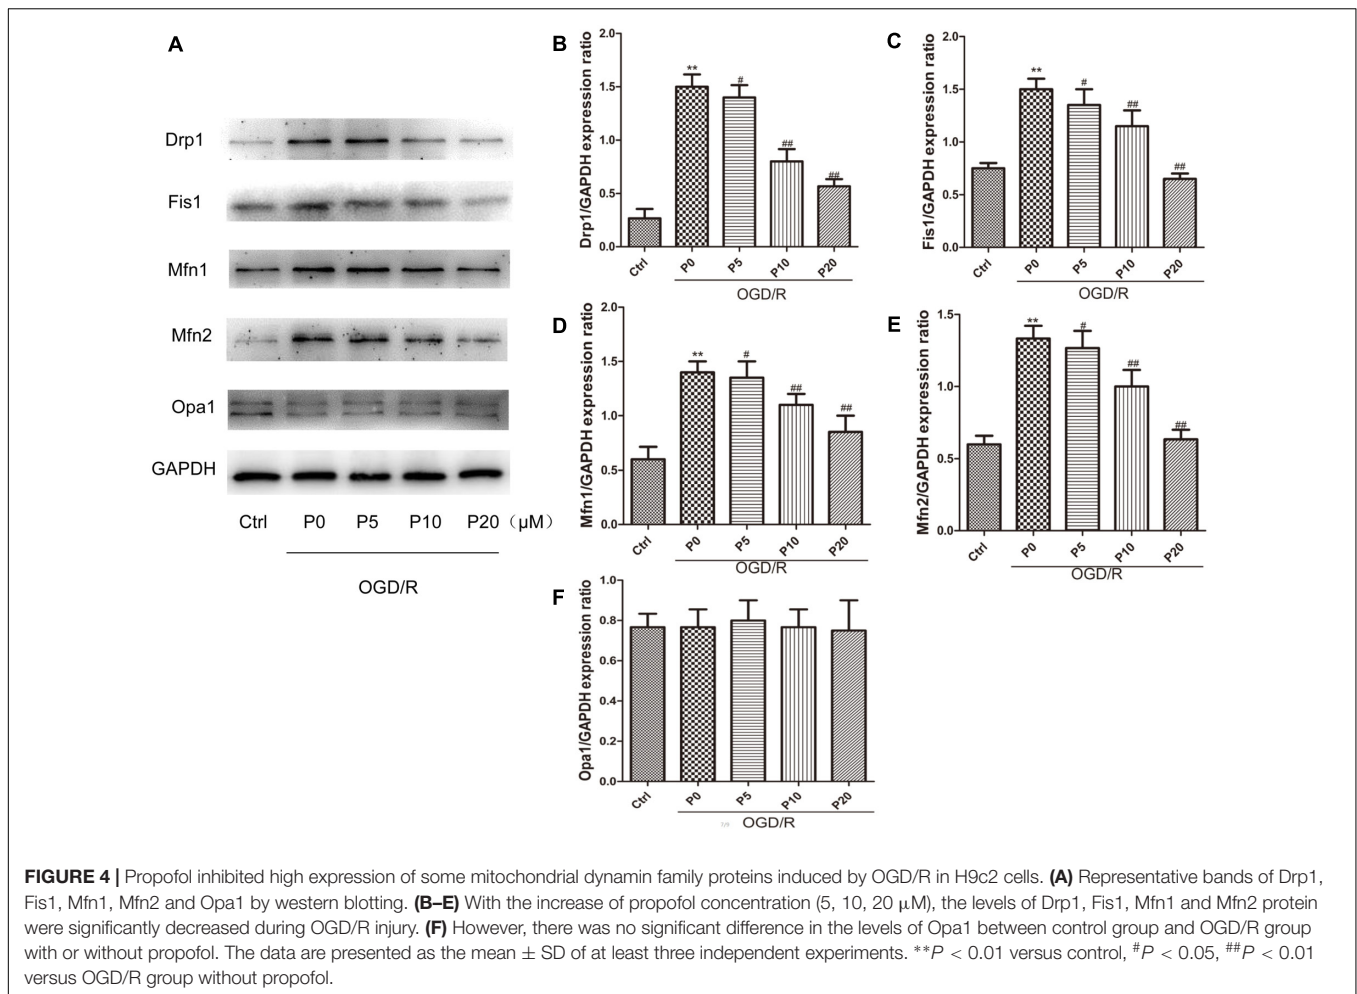 A
Drp1
Fis1
Mfn1
Mfn2
Opa1
GAPDH
Ctrl P0 P5 P10 P20 (μM)
OGD/R
B
Drp1/GAPDH expression ratio
2.0
1.5
1.0
0.5
0.0
**
#
##
##
Ctrl P0 P5 P10 P20
OGD/R
C
Fis1/GAPDH expression ratio
2.0
1.5
1.0
0.5
0.0
**
#
##
##
Ctrl P0 P5 P10 P20
OGD/R
D
Mfn1/GAPDH expression ratio
2.0
1.5
1.0
0.5
0.0
**
#
##
##
Ctrl P0 P5 P10 P20
OGD/R
E
Mfn2/GAPDH expression ratio
1.5
1.0
0.5
0.0
**
#
##
##
Ctrl P0 P5 P10 P20
OGD/R
F
Opa1/GAPDH expression ratio
1.0
0.8
0.6
0.4
0.2
0.0
Ctrl P0 P5 P10 P20
OGD/R
FIGURE 4 | Propofol inhibited high expression of some mitochondrial dynamin family proteins induced by OGD/R in H9c2 cells. (A) Representative bands of Drp1,
Fis1, Mfn1, Mfn2 and Opa1 by western blotting. (B–E) With the increase of propofol concentration (5, 10, 20 μM), the levels of Drp1, Fis1, Mfn1 and Mfn2 protein
were significantly decreased during OGD/R injury. (F) However, there was no significant difference in the levels of Opa1 between control group and OGD/R group
with or without propofol. The data are presented as the mean ± SD of at least three independent experiments. **P < 0.01 versus control, #P < 0.05, ##P < 0.01
versus OGD/R group without propofol.